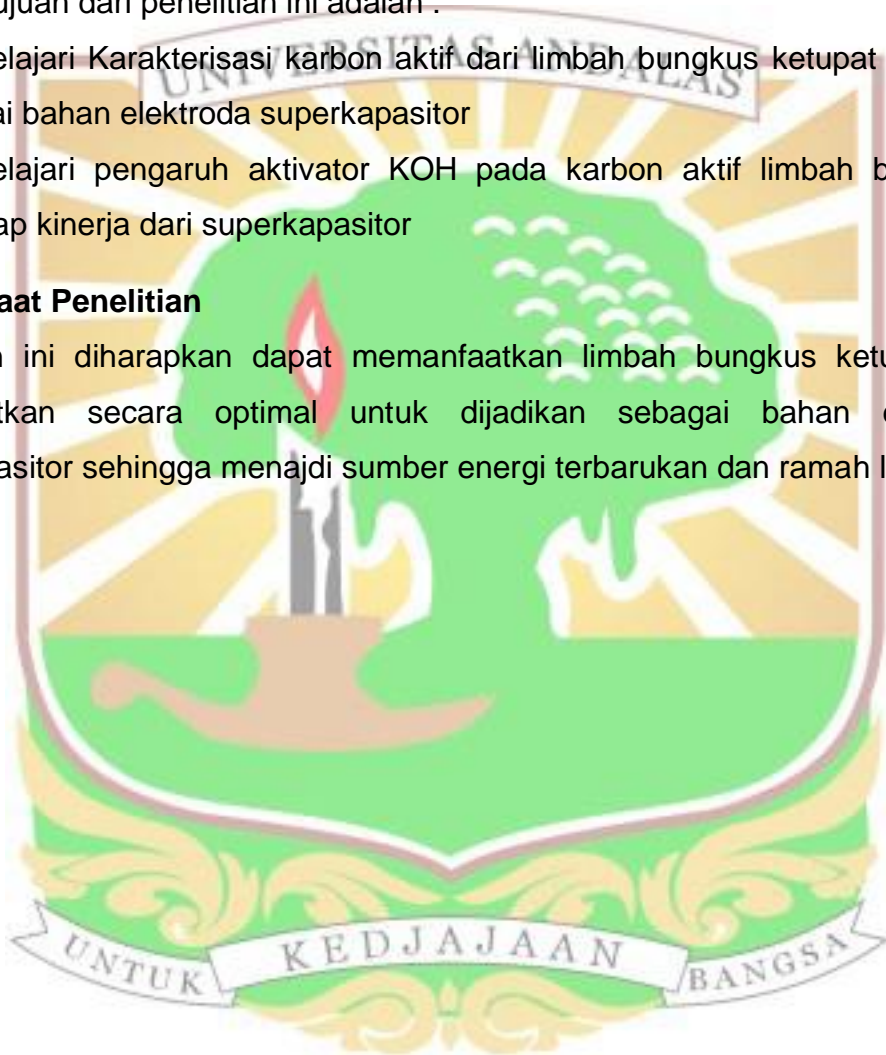 ujuan dari penelitian ini adalah :
elajari Karakterisasi karbon aktif dari limbah bungkus ketupat
UNIVERSITAS ANDALAS
ai bahan elektroda superkapasitor
elajari pengaruh aktivator KOH pada karbon aktif limbah b
ap kinerja dari superkapasitor
aat Penelitian
n ini diharapkan dapat memanfaatkan limbah bungkus ketu
tkan secara optimal untuk dijadikan sebagai bahan e
asitor sehingga menajdi sumber energi terbarukan dan ramah l
UNTUK KEDJAJAAN BANGSA